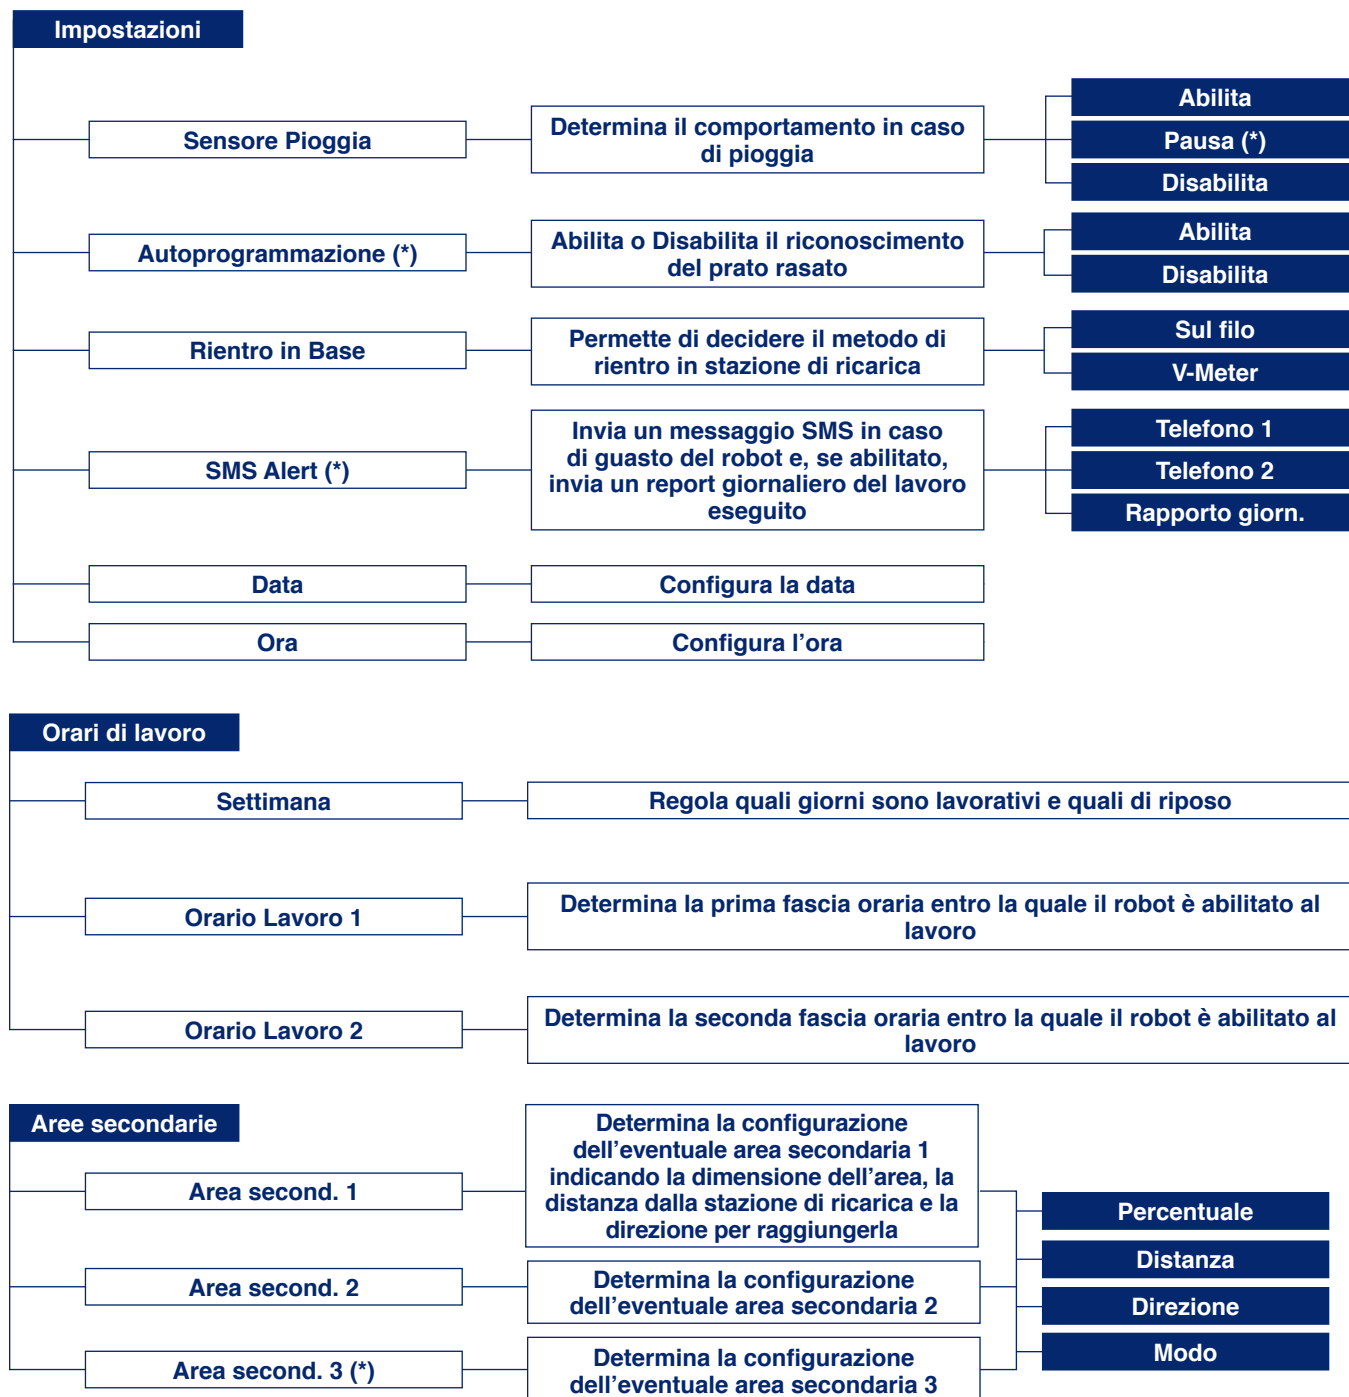 Impostazioni
Sensore Pioggia
Determina il comportamento in caso
di pioggia
Abilita
Pausa (*)
Disabilita
Autoprogrammazione (*)
Abilita o Disabilita il riconoscimento
del prato rasato
Abilita
Disabilita
Rientro in Base
Permette di decidere il metodo di
rientro in stazione di ricarica
Sul filo
V-Meter
SMS Alert (*)
Invia un messaggio SMS in caso
di guasto del robot e, se abilitato,
invia un report giornaliero del lavoro
eseguito
Telefono 1
Telefono 2
Rapporto giorn.
Data
Configura la data
Ora
Configura l’ora
Orari di lavoro
Settimana
Regola quali giorni sono lavorativi e quali di riposo
Orario Lavoro 1
Determina la prima fascia oraria entro la quale il robot è abilitato al
lavoro
Orario Lavoro 2
Determina la seconda fascia oraria entro la quale il robot è abilitato al
lavoro
Aree secondarie
Area second. 1
Determina la configurazione
dell’eventuale area secondaria 1
indicando la dimensione dell’area, la
distanza dalla stazione di ricarica e la
direzione per raggiungerla
Area second. 2
Determina la configurazione
dell’eventuale area secondaria 2
Area second. 3 (*)
Determina la configurazione
dell’eventuale area secondaria 3
Percentuale
Distanza
Direzione
Modo